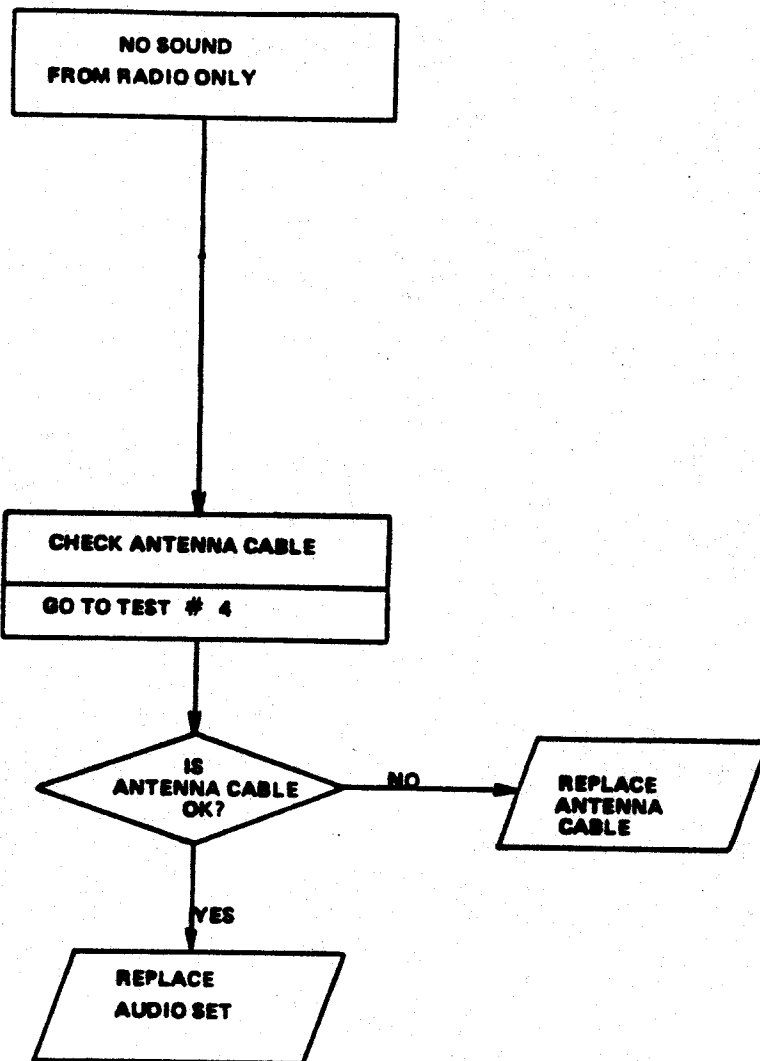 NO SOUND
FROM RADIO ONLY
CHECK ANTENNA CABLE
GO TO TEST # 4
IS
ANTENNA CABLE
OK?
NO
REPLACE
ANTENNA
CABLE
YES
REPLACE
AUDIO SET